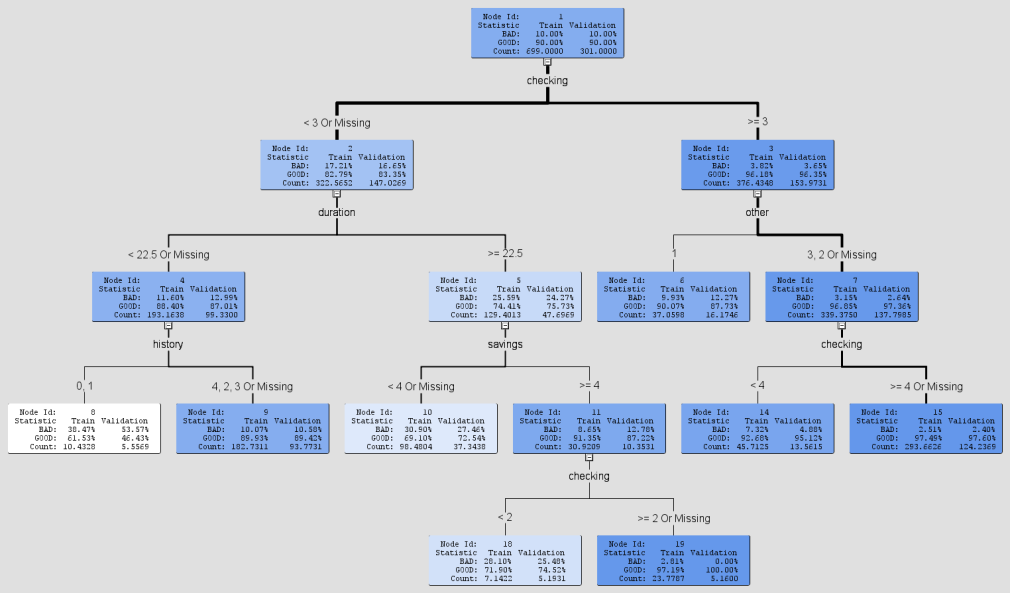 Node Id: 1
Statistic Train Validation
BAD: 10.00% 10.00%
GOOD: 90.00% 90.00%
Count: 699.0000 301.0000
checking
< 3 Or Missing
>= 3
Node Id: 2
Statistic Train Validation
BAD: 17.21% 16.65%
GOOD: 82.79% 83.35%
Count: 322.5652 147.0269
Node Id: 3
Statistic Train Validation
BAD: 3.82% 3.65%
GOOD: 96.18% 96.35%
Count: 376.4348 153.9731
duration
other
< 22.5 Or Missing
>= 22.5
1
3, 2 Or Missing
Node Id: 4
Statistic Train Validation
BAD: 11.60% 12.99%
GOOD: 88.40% 87.01%
Count: 193.1638 99.3300
Node Id: 5
Statistic Train Validation
BAD: 25.59% 24.27%
GOOD: 74.41% 75.73%
Count: 129.4013 47.6969
Node Id: 6
Statistic Train Validation
BAD: 9.93% 12.27%
GOOD: 90.07% 87.73%
Count: 37.0598 16.1746
Node Id: 7
Statistic Train Validation
BAD: 3.15% 2.64%
GOOD: 96.85% 97.36%
Count: 339.3750 137.7985
history
savings
checking
0, 1
4, 2, 3 Or Missing
< 4 Or Missing
>= 4
< 4
>= 4 Or Missing
Node Id: 8
Statistic Train Validation
BAD: 38.47% 53.57%
GOOD: 61.53% 46.43%
Count: 10.4328 5.5569
Node Id: 9
Statistic Train Validation
BAD: 10.07% 10.58%
GOOD: 89.93% 89.42%
Count: 182.7311 93.7731
Node Id: 10
Statistic Train Validation
BAD: 30.90% 27.46%
GOOD: 69.10% 72.54%
Count: 98.4804 37.3438
Node Id: 11
Statistic Train Validation
BAD: 8.65% 12.78%
GOOD: 91.35% 87.22%
Count: 30.9209 10.3531
Node Id: 14
Statistic Train Validation
BAD: 7.32% 4.88%
GOOD: 92.68% 95.12%
Count: 45.7125 13.5615
Node Id: 15
Statistic Train Validation
BAD: 2.51% 2.40%
GOOD: 97.49% 97.60%
Count: 293.6626 124.2369
checking
< 2
>= 2 Or Missing
Node Id: 18
Statistic Train Validation
BAD: 28.10% 25.48%
GOOD: 71.90% 74.52%
Count: 7.1422 5.1931
Node Id: 19
Statistic Train Validation
BAD: 2.81% 0.00%
GOOD: 97.19% 100.00%
Count: 23.7787 5.1600